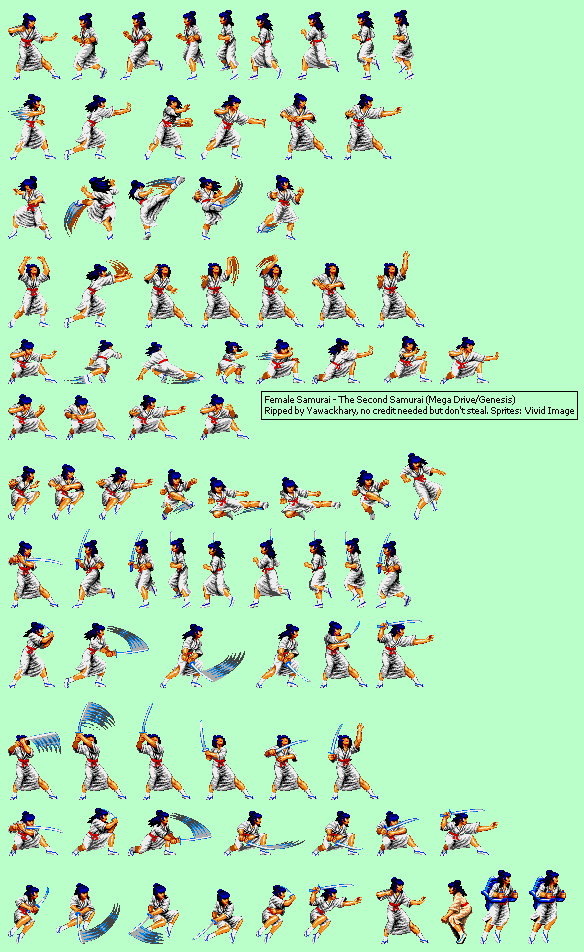 Female Samurai - The Second Samurai (Mega Drive/Genesis)
Ripped by Yawackhary, no credit needed but don't steal. Sprites: Vivid Image